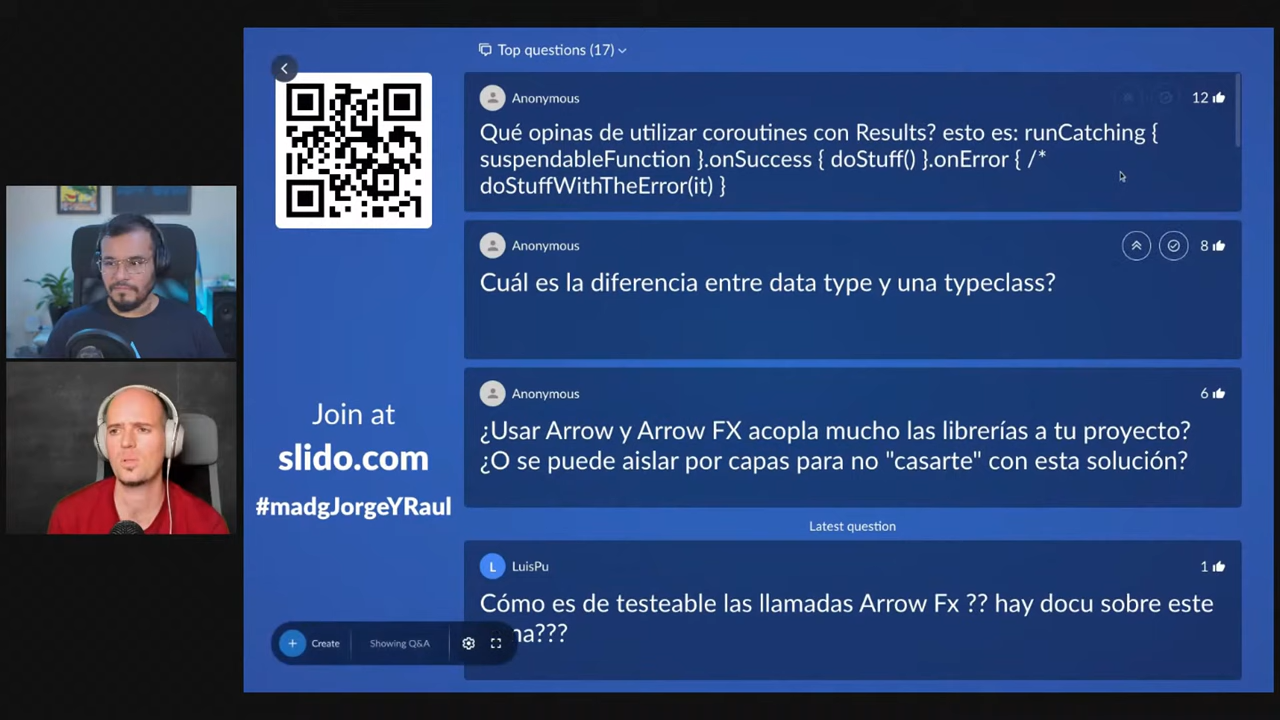 Top questions (17)
Anonymous
12
Qué opinas de utilizar coroutines con Results? esto es: runCatching {
suspendableFunction }.onSuccess { doStuff() }.onError { /*
doStuffWithTheError(it) }
Anonymous
8
Cuál es la diferencia entre data type y una typeclass?
Anonymous
6
¿Usar Arrow y Arrow FX acopla mucho las librerías a tu proyecto?
¿O se puede aislar por capas para no "casarte" con esta solución?
Join at
slido.com
#madgJorgeYRaul
Latest question
L
LuisPu
1
Cómo es de testeable las llamadas Arrow Fx ?? hay docu sobre este
Create
Showing Q&A